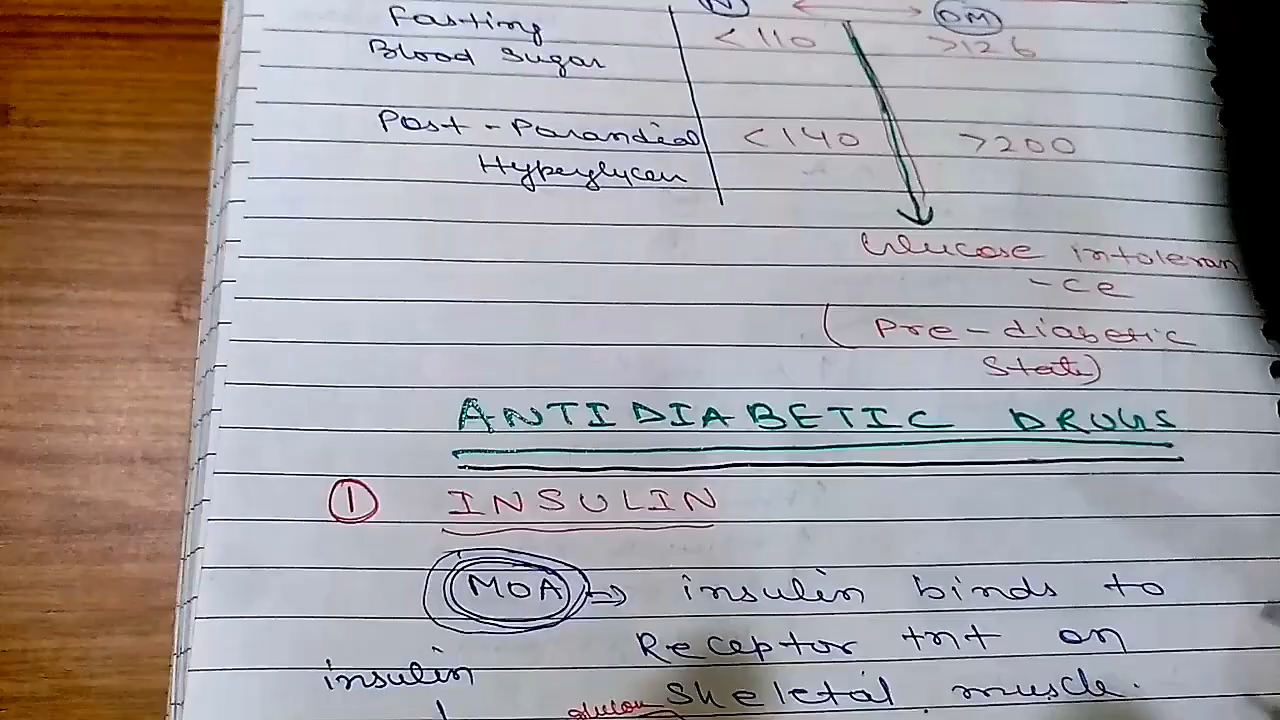 Fasting N DM
Blood Sugar <110 >126
Post-Parandial <140 >200
Hyperglycem
Glucose intoleran
-ce
(Pre-diabetic
State)
ANTIDIABETIC DRUGS
① INSULIN
MOA → insulin binds to
Receptor tnt on
insulin skeletal muscle.